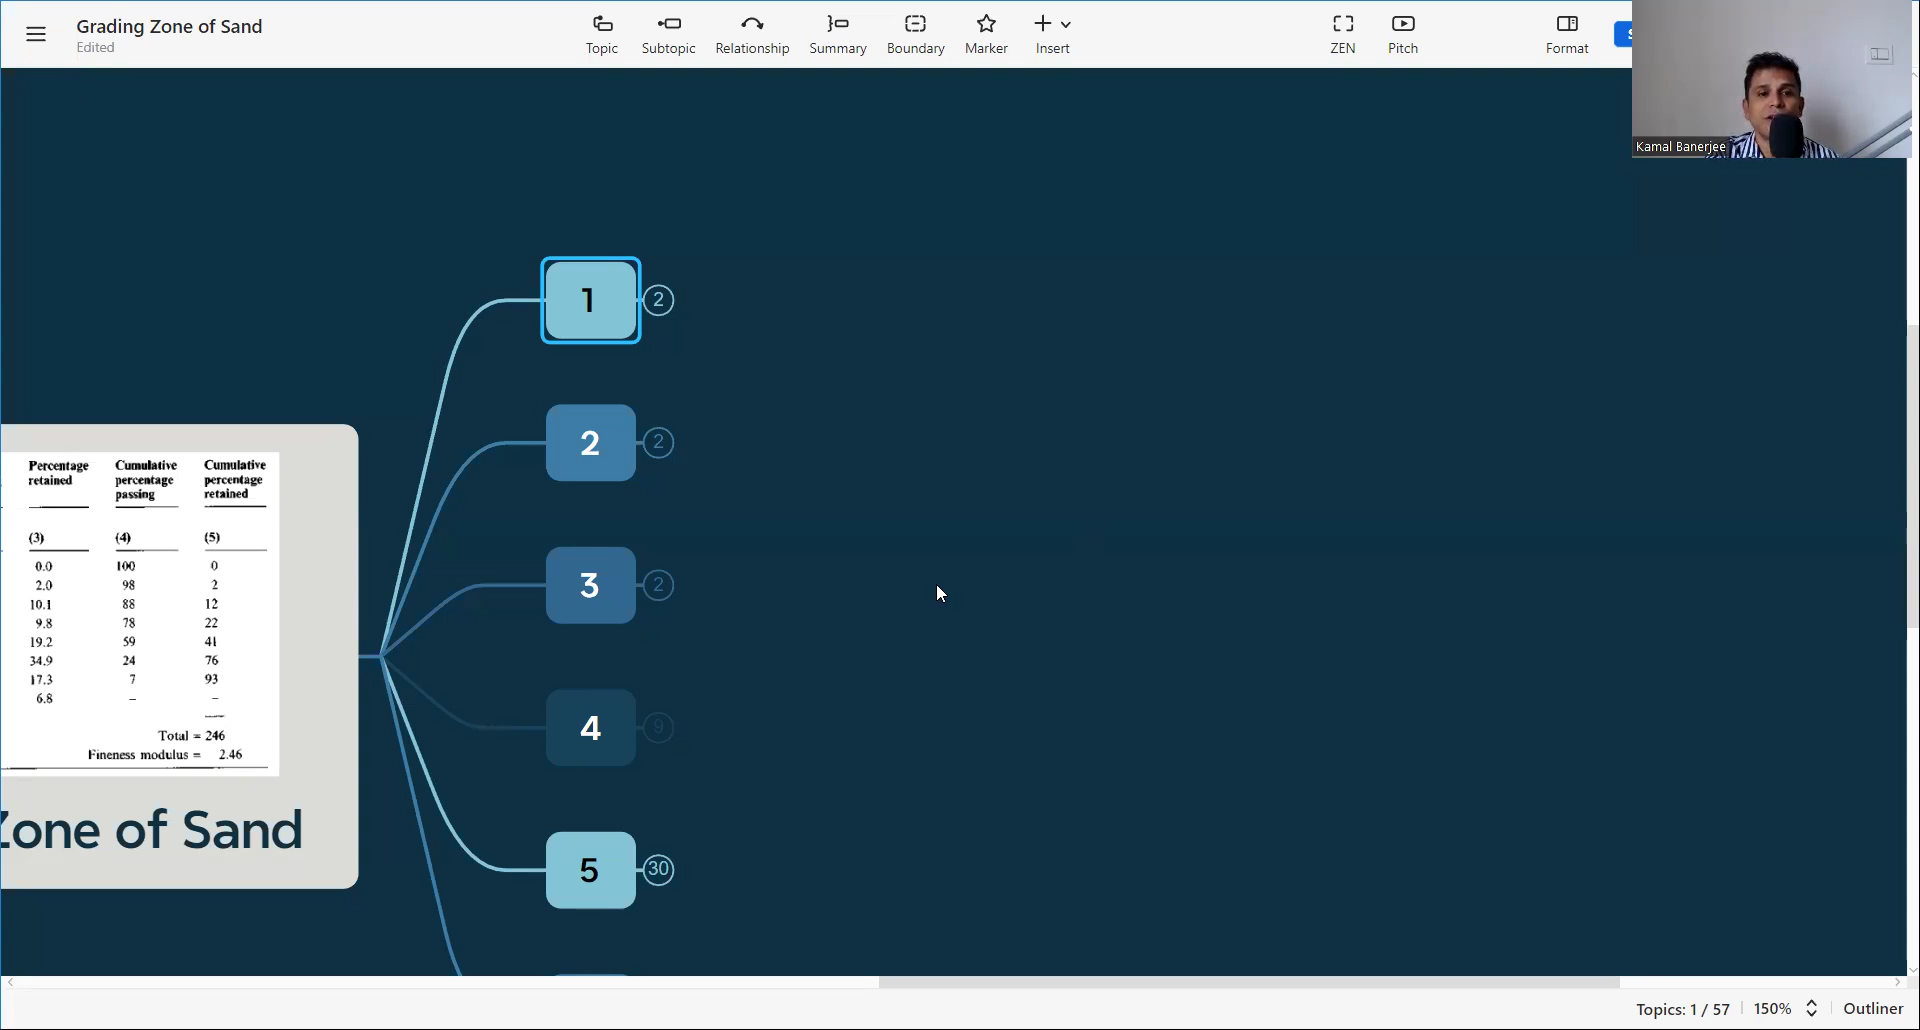 Grading Zone of Sand
Edited
Topic
Subtopic
Relationship
Summary
Boundary
Marker
Insert
ZEN
Pitch
Format
Kamal Banerjee
1
2
2
2
3
2
4
9
5
30
Percentage retained
Cumulative percentage passing
Cumulative percentage retained
(3) (4) (5)
0.0 100 0
2.0 98 2
10.1 88 12
9.8 78 22
19.2 59 41
34.9 24 76
17.3 7 93
6.8 – –
Total = 246
Fineness modulus = 2.46
Zone of Sand
Topics: 1 / 57
150%
Outliner